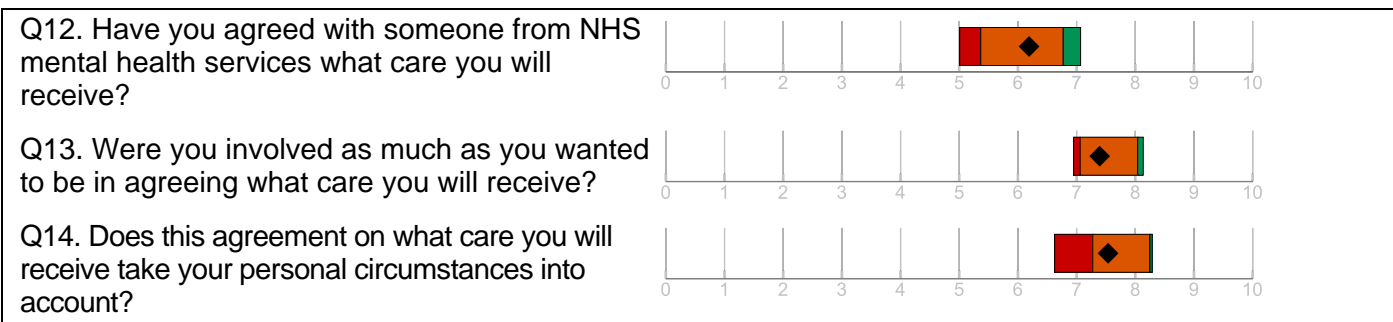 Q12. Have you agreed with someone from NHS
mental health services what care you will
receive?
0 1 2 3 4 5 6 7 8 9 10
Q13. Were you involved as much as you wanted
to be in agreeing what care you will receive?
0 1 2 3 4 5 6 7 8 9 10
Q14. Does this agreement on what care you will
receive take your personal circumstances into
account?
0 1 2 3 4 5 6 7 8 9 10